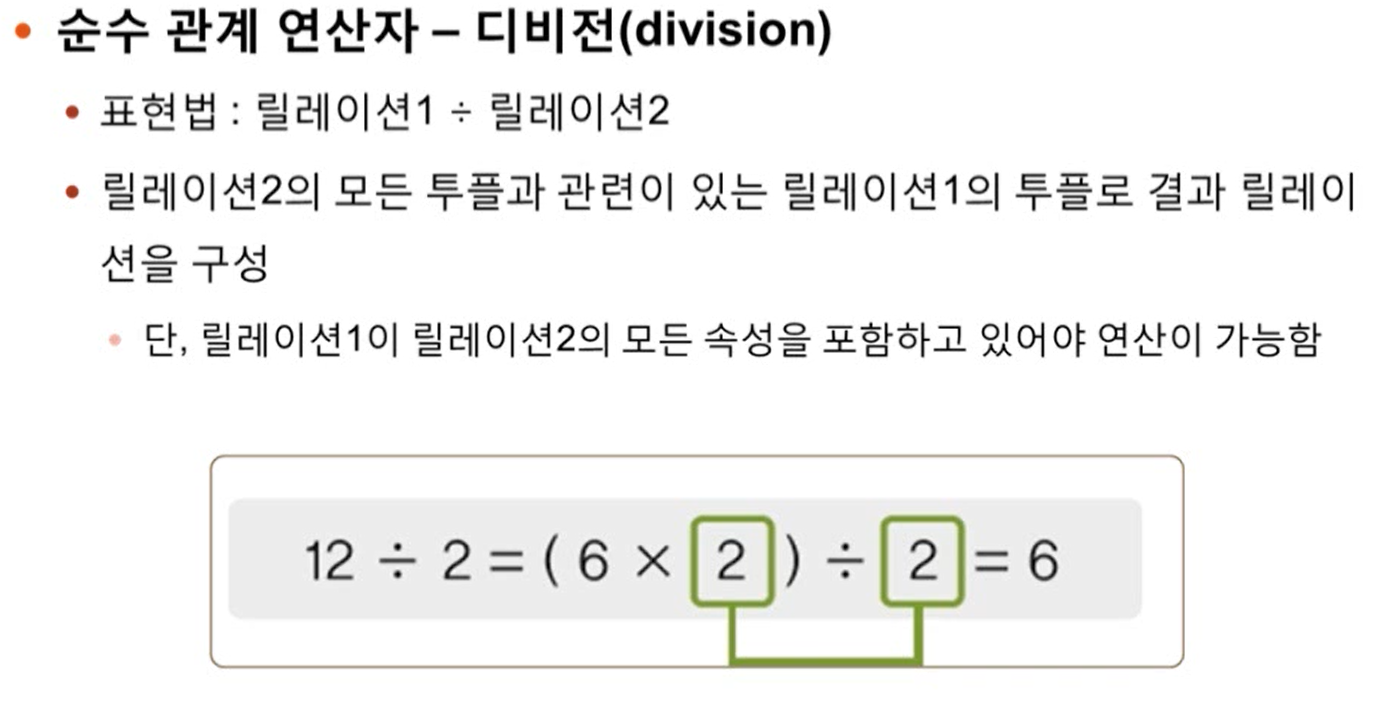 • 순수 관계 연산자 – 디비전(division)
• 표현법 : 릴레이션1 ÷ 릴레이션2
• 릴레이션2의 모든 투플과 관련이 있는 릴레이션1의 투플로 결과 릴레이
션을 구성
• 단, 릴레이션1이 릴레이션2의 모든 속성을 포함하고 있어야 연산이 가능함
12 ÷ 2 = ( 6 × 2 ) ÷ 2 = 6